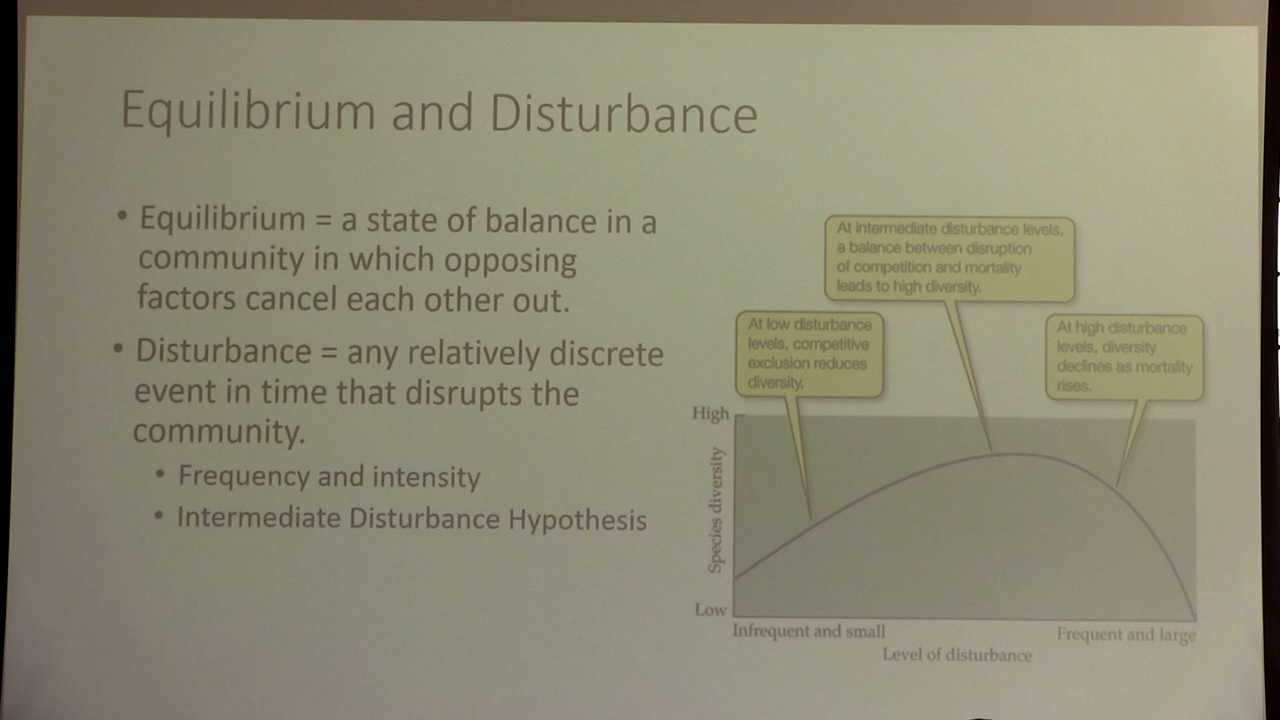 Equilibrium and Disturbance
• Equilibrium = a state of balance in a
community in which opposing
factors cancel each other out.
• Disturbance = any relatively discrete
event in time that disrupts the
community.
• Frequency and intensity
• Intermediate Disturbance Hypothesis
At intermediate disturbance levels,
a balance between disruption
of competition and mortality
leads to high diversity.
At low disturbance
levels, competitive
exclusion reduces
diversity.
At high disturbance
levels, diversity
declines as mortality
rises.
High
Species diversity
Low
Infrequent and small
Frequent and large
Level of disturbance